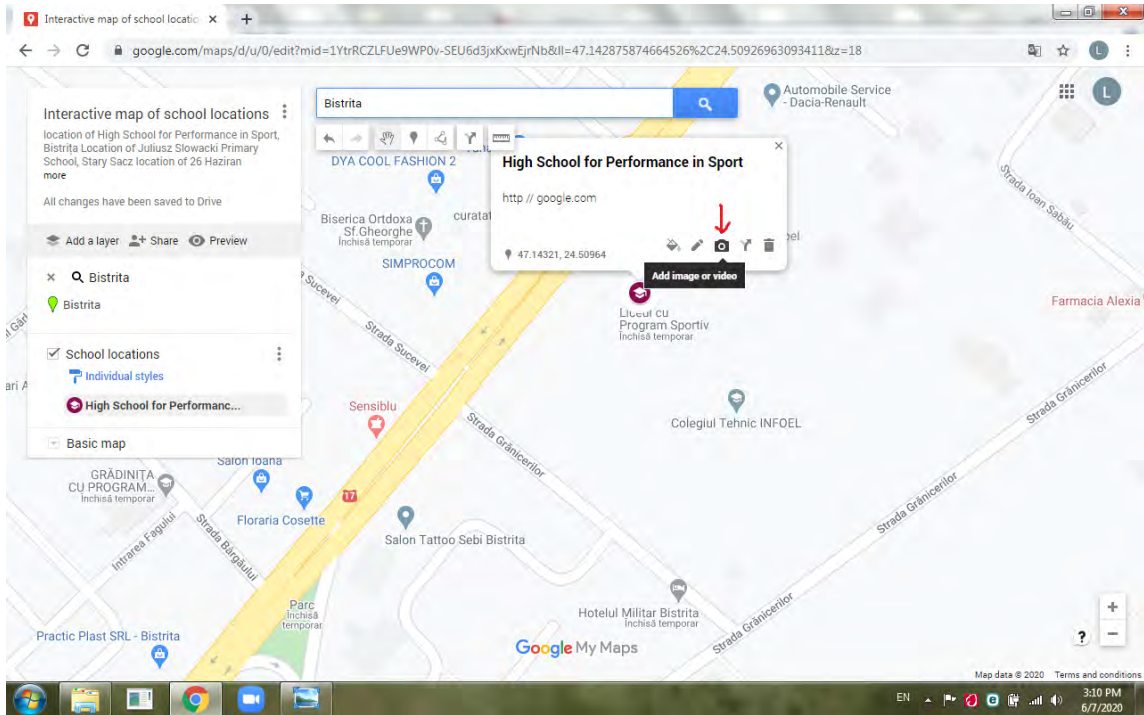 Interactive map of school locatio
google.com/maps/d/u/0/edit?mid=1YtrRCZLFUe9WP0v-SEU6d3jxKxwEjrNb&ll=47.142875874664526%2C24.50926963093411&z=18
L
Interactive map of school locations
location of High School for Performance in Sport,
Bistrița Location of Juliusz Slowacki Primary
School, Stary Sacz location of 26 Haziran
more
All changes have been saved to Drive
Add a layer
Share
Preview
Bistrita
Bistrita
School locations
Individual styles
High School for Performanc...
Basic map
Bistrita
L
High School for Performance in Sport
http // google.com
47.14321, 24.50964
Add image or video
Automobile Service
- Dacia-Renault
DYA COOL FASHION 2
Biserica Ortdoxa
Sf.Gheorghe
Închisă temporar
curatat
SIMPROCOM
Sucevei
Strada Sucevei
Strada Ioan Sabău
Liceul cu
Program Sportiv
Închisă temporar
Farmacia Alexia
Sensiblu
Colegiul Tehnic INFOEL
Strada Grănicerilor
Strada Grănicerilor
Salon Ioana
GRĂDINIȚA
CU PROGRAM...
Închisă temporar
17
Floraria Cosette
Salon Tattoo Sebi Bistrita
Strada Grănicerilor
Intrarea Fagului
Strada Bârgăului
Parc
Închisă
temporar
Hotelul Militar Bistrita
Închisă temporar
Strada Grănicerilor
Practic Plast SRL - Bistrita
Google My Maps
+
?
−
Map data © 2020 Terms and conditions
EN
3:10 PM
6/7/2020